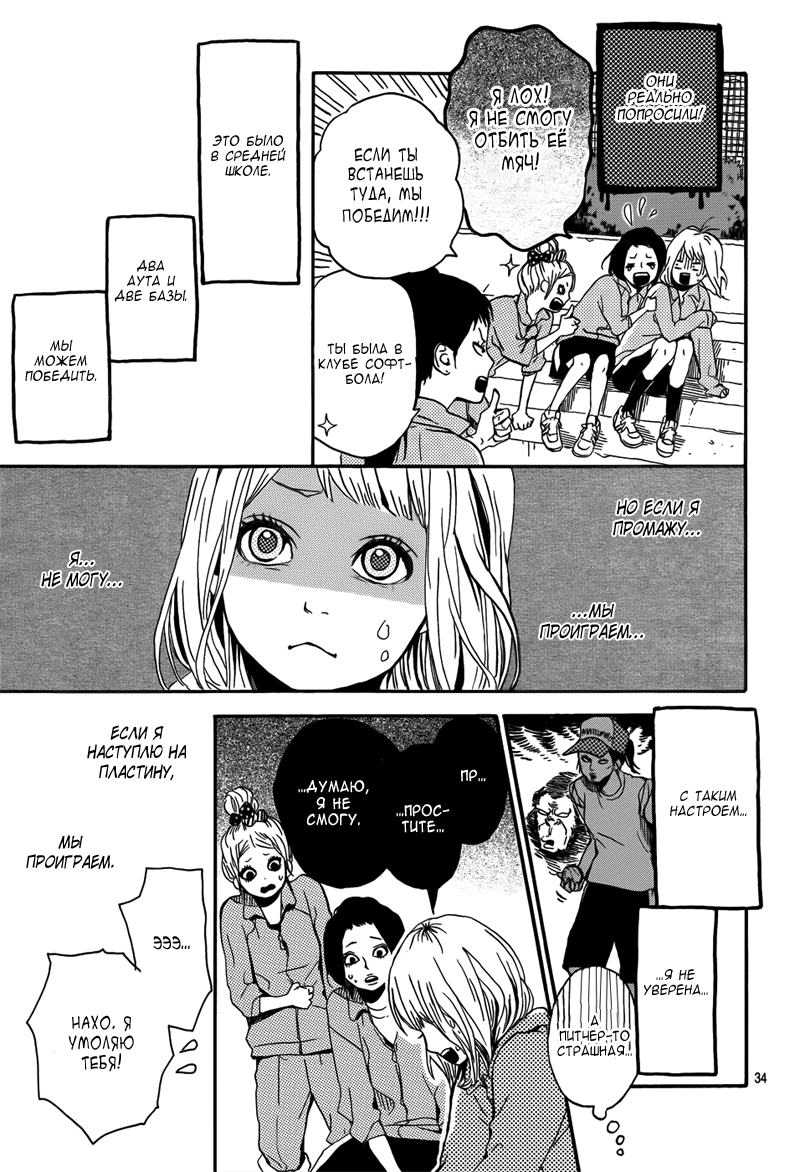 ОНИ
РЕАЛЬНО
ПОПРОСИЛИ!
Я ЛОХ!
Я НЕ СМОГУ
ОТБИТЬ ЕЁ
МЯЧ!
ЕСЛИ ТЫ
ВСТАНЕШЬ
ТУДА, МЫ
ПОБЕДИМ!!!
ТЫ БЫЛА В
КЛУБЕ СОФТ-
БОЛА!
ЭТО БЫЛО
В СРЕДНЕЙ
ШКОЛЕ.
ДВА
АУТА И
ДВЕ БАЗЫ.
МЫ
МОЖЕМ
ПОБЕДИТЬ.
НО ЕСЛИ Я
ПРОМАЖУ...
...МЫ
ПРОИГРАЕМ...
Я...
НЕ МОГУ...
С ТАКИМ
НАСТРОЕМ...
...Я НЕ
УВЕРЕНА...
А
ПИТЧЕР-ТО
СТРАШНАЯ...
ПР...
...ПРОС-
ТИТЕ...
...ДУМАЮ,
Я НЕ
СМОГУ.
ЕСЛИ Я
НАСТУПЛЮ НА
ПЛАСТИНУ,
МЫ
ПРОИГРАЕМ.
ЭЭЭ...
НАХО, Я
УМОЛЯЮ
ТЕБЯ!
34